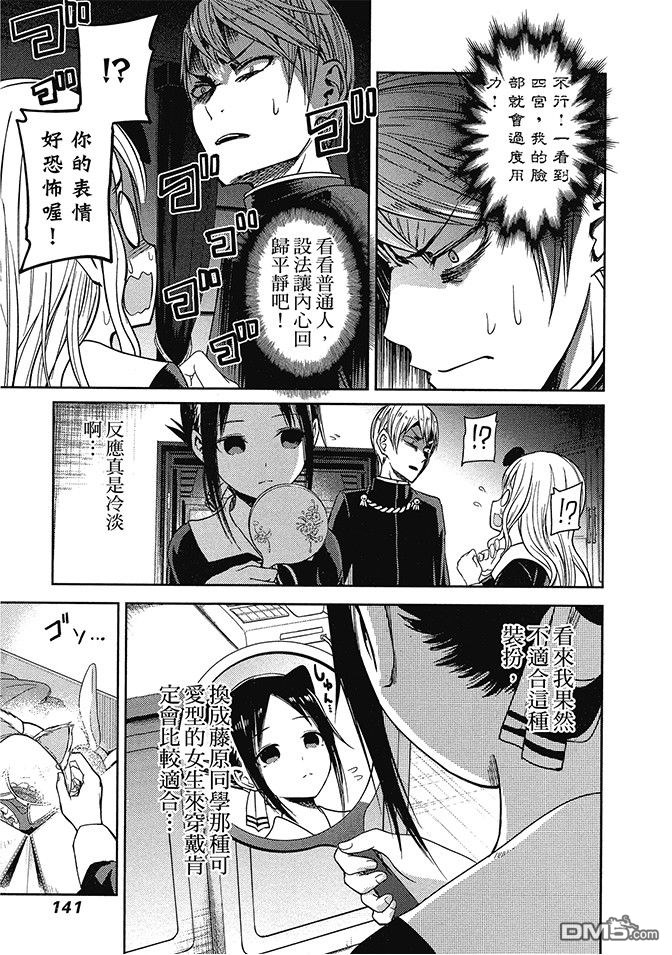 不行！一看到
四宮，我的臉
部就會過度用
力！
!?
你的表情
好恐怖喔！
ゴゴゴゴ
ゴゴゴ
看看普通人，
設法讓內心回
歸平靜吧！
!?
!?
反應真是冷淡
啊…
看來我果然
不適合這種
裝扮，
しゅん…
換成藤原同學那種可
愛型的女生來穿戴肯
定會比較適合…
ゴソ…
141
DM5.com